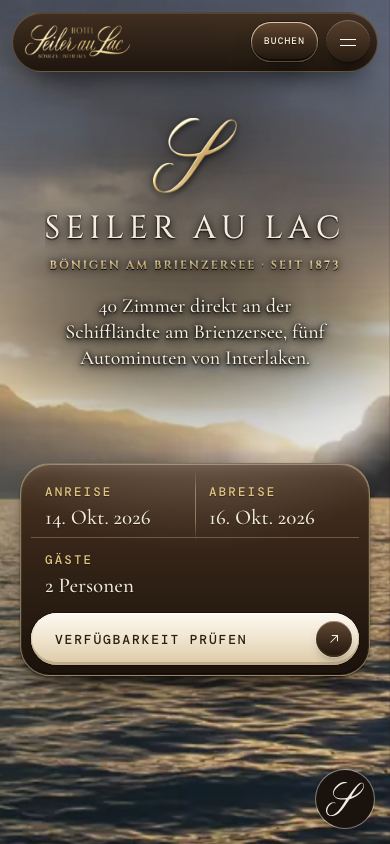 HOTEL
Seiler au Lac
BUCHEN
S
SEILER AU LAC
BÖNIGEN AM BRIENZERSEE · SEIT 1873
40 Zimmer direkt an der
Schiffländte am Brienzersee, fünf
Autominuten von Interlaken.
ANREISE
ABREISE
14. Okt. 2026
16. Okt. 2026
GÄSTE
2 Personen
VERFÜGBARKEIT PRÜFEN
S